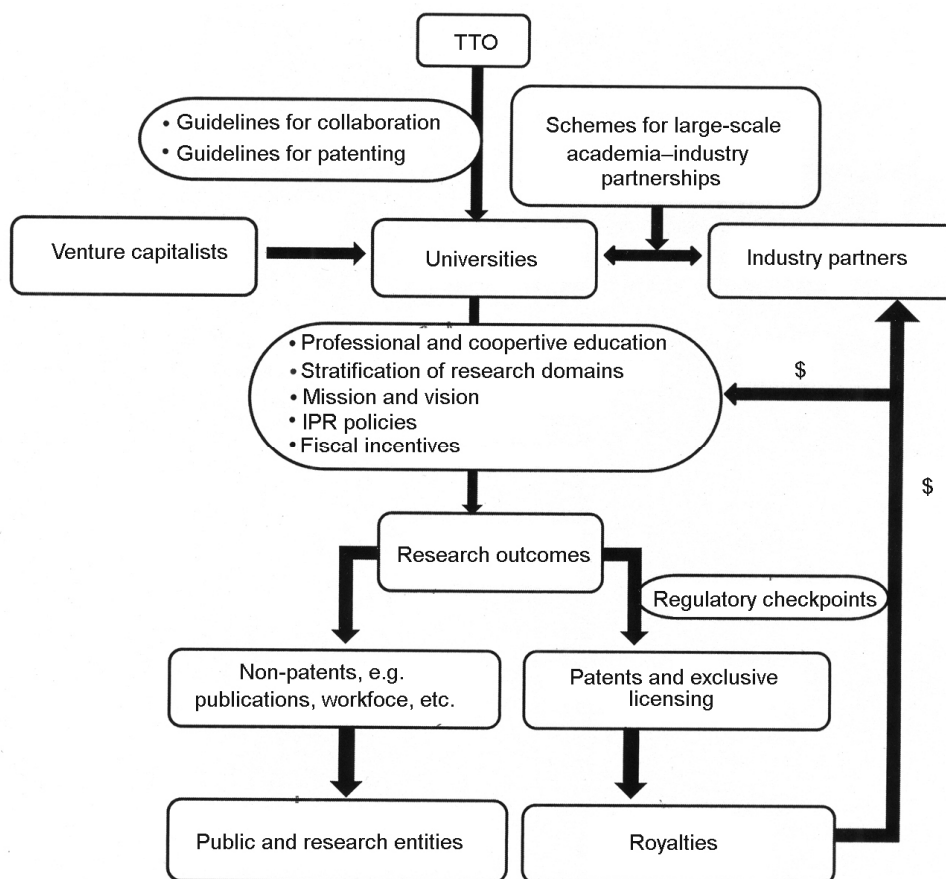 TTO
• Guidelines for collaboration
• Guidelines for patenting
Schemes for large-scale
academia–industry
partnerships
Venture capitalists
Universities
Industry partners
• Professional and coopertive education
• Stratification of research domains
• Mission and vision
• IPR policies
• Fiscal incentives
$
$
Research outcomes
Regulatory checkpoints
Non-patents, e.g.
publications, workfoce, etc.
Patents and exclusive
licensing
Public and research entities
Royalties